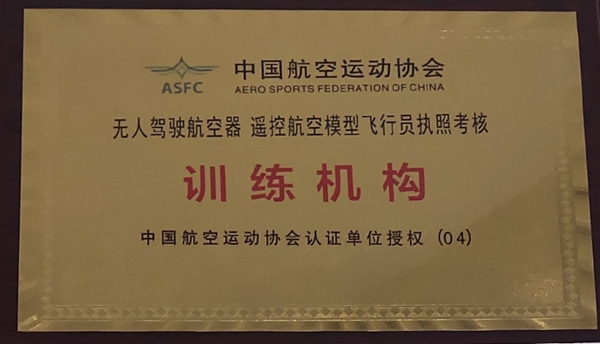 ASFC
中国航空运动协会
AERO SPORTS FEDERATION OF CHINA
无人驾驶航空器 遥控航空模型飞行员执照考核
训练机构
中国航空运动协会认证单位授权 (04)